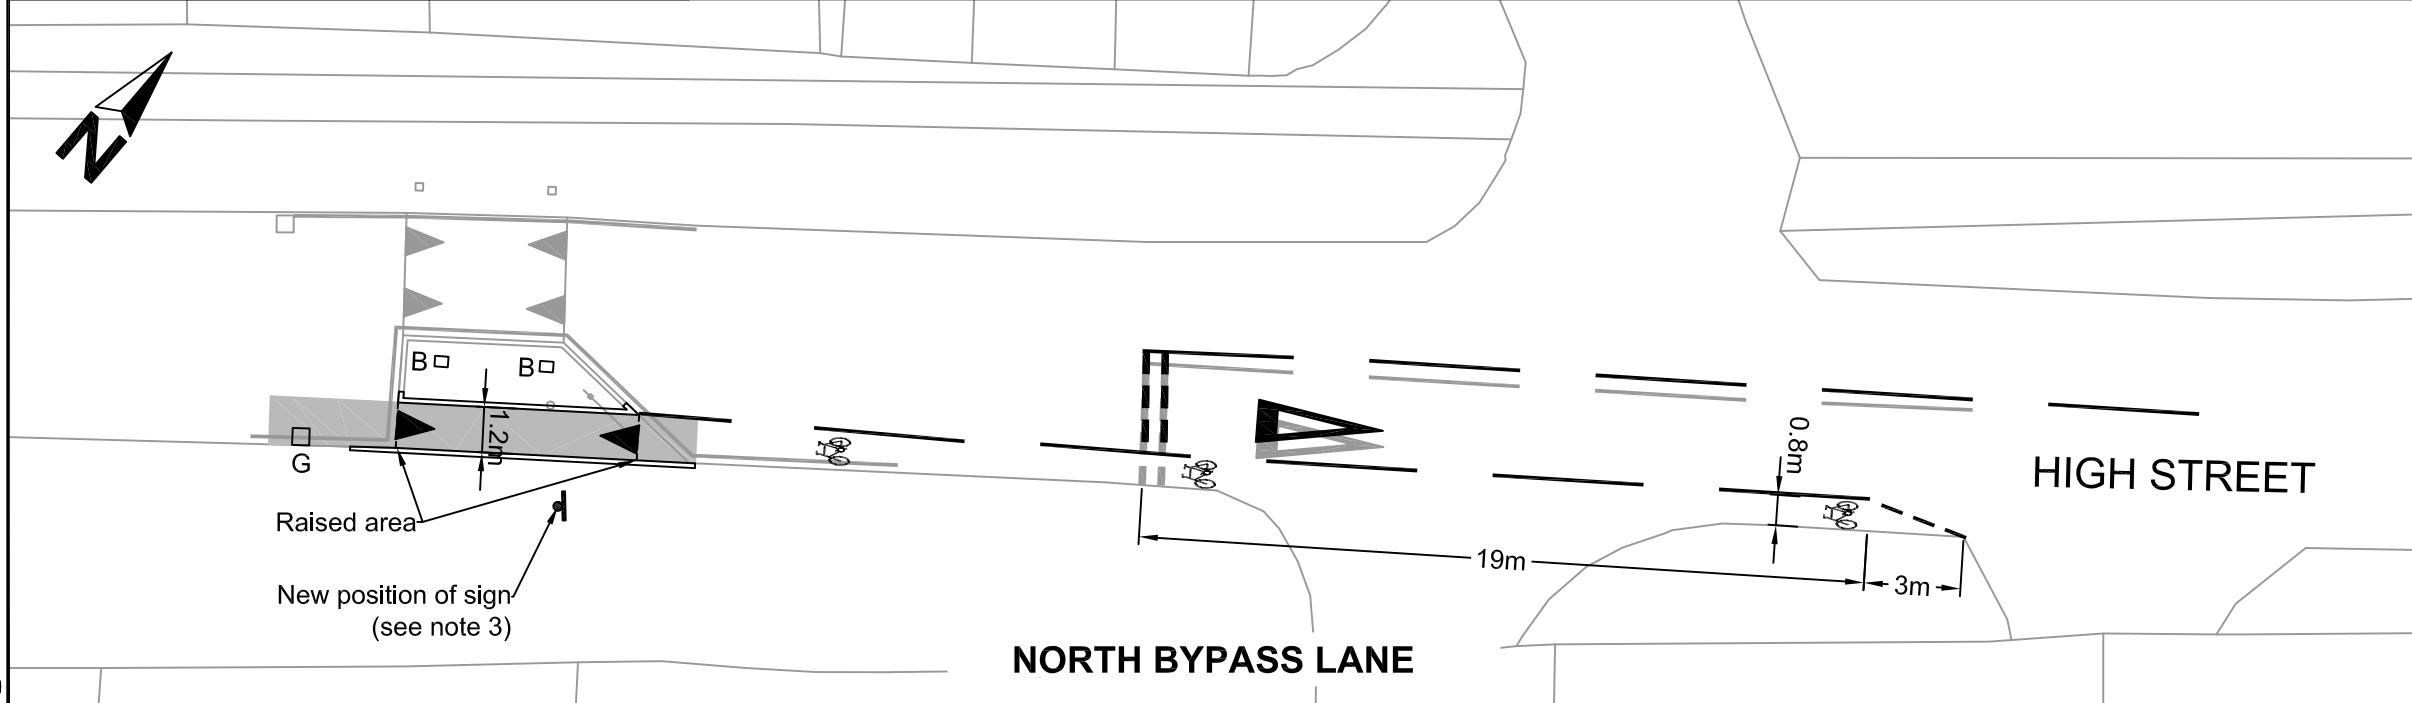 N
B
B
1.2m
G
Raised area
New position of sign
(see note 3)
0.8m
HIGH STREET
19m
3m
NORTH BYPASS LANE